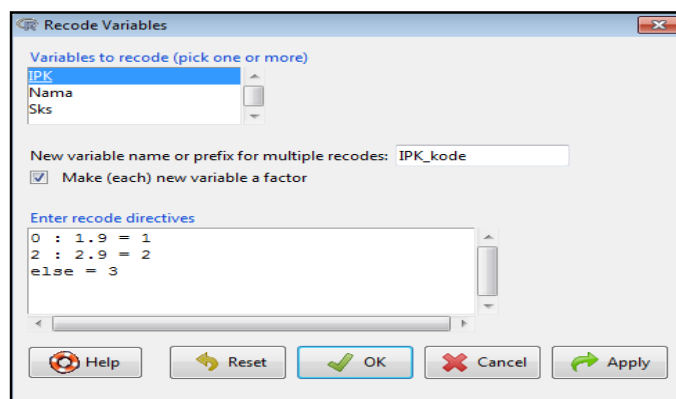 Recode Variables
Variables to recode (pick one or more)
IPK
Nama
Sks
New variable name or prefix for multiple recodes: IPK_kode
Make (each) new variable a factor
Enter recode directives
0 : 1.9 = 1
2 : 2.9 = 2
else = 3
Help Reset OK Cancel Apply